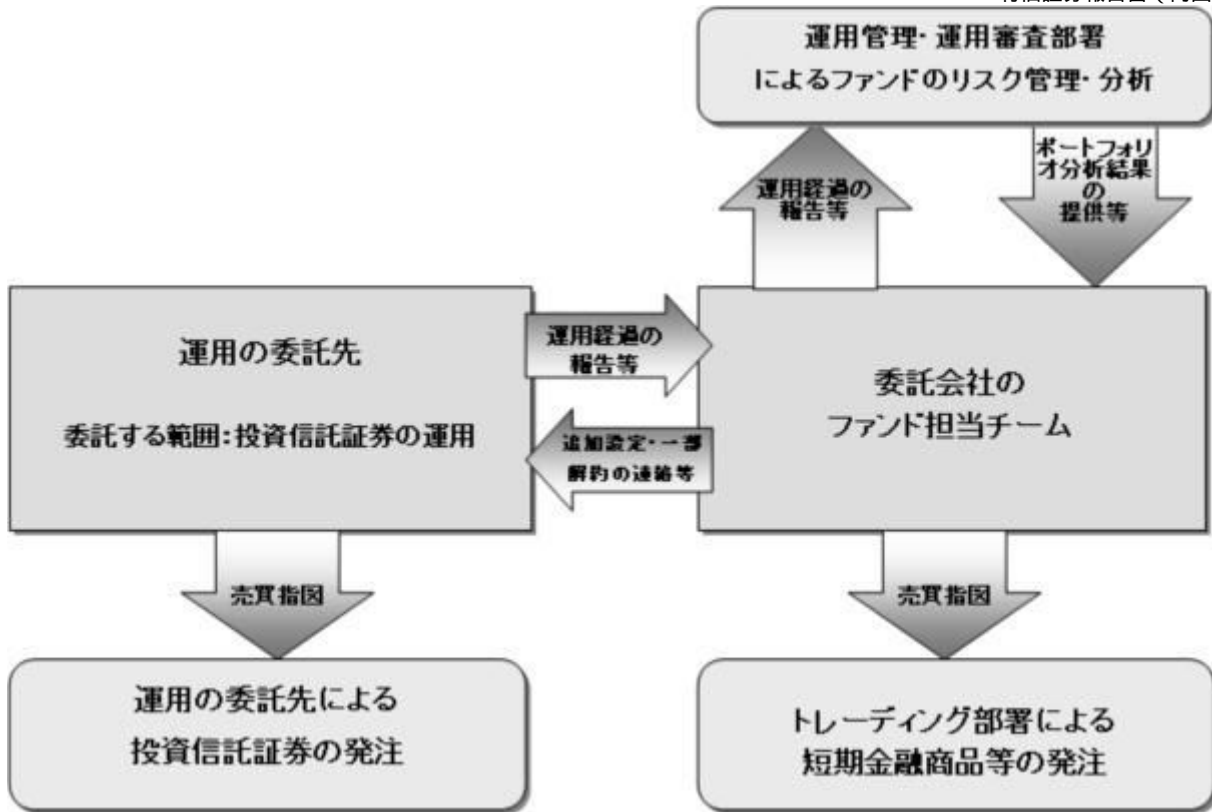 運用管理・運用審査部署
によるファンドのリスク管理・分析
運用経過の
報告等
ポートフォリ
オ分析結果
の
提供等
運用の委託先
委託する範囲：投資信託証券の運用
運用経過の
報告等
追加設定・一部
解約の連絡等
委託会社の
ファンド担当チーム
売買指図
売買指図
運用の委託先による
投資信託証券の発注
トレーディング部署による
短期金融商品等の発注